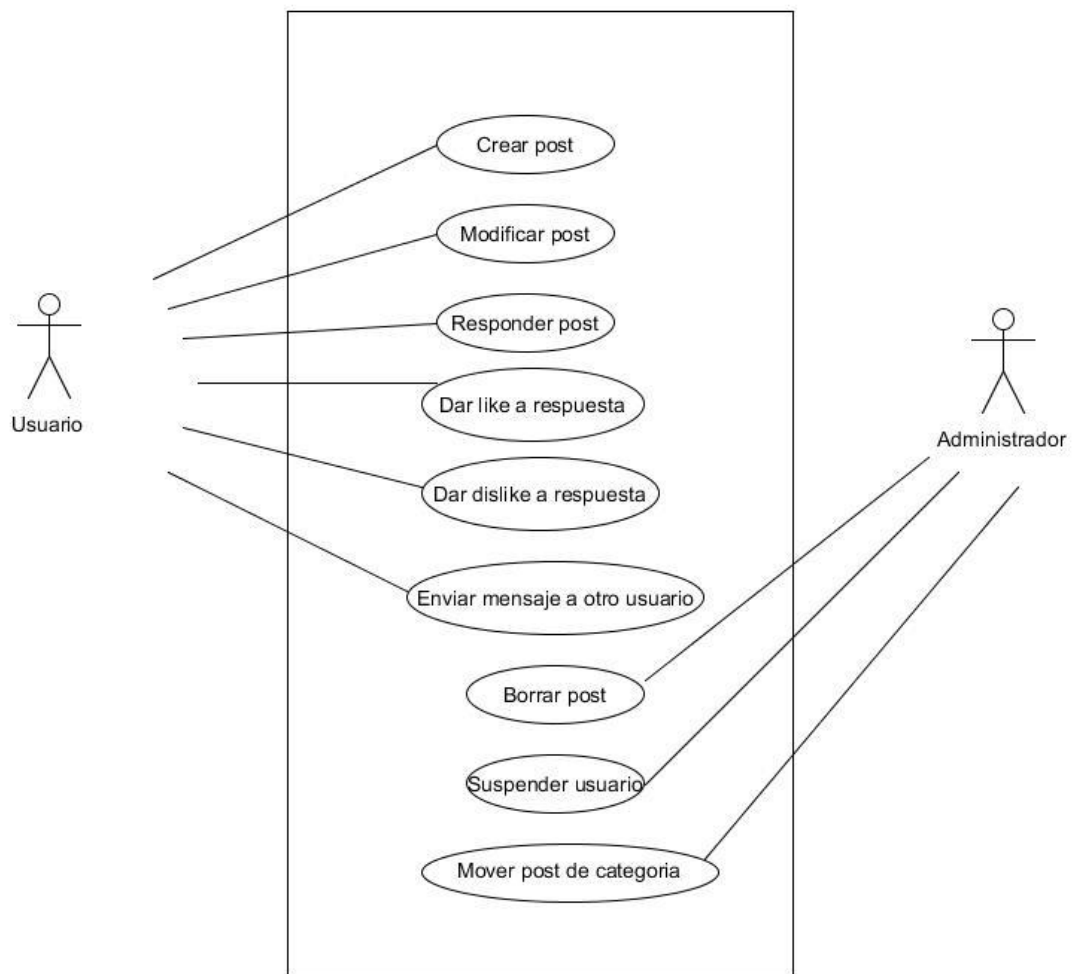 Crear post
Modificar post
Responder post
Usuario
Dar like a respuesta
Administrador
Dar dislike a respuesta
Enviar mensaje a otro usuario
Borrar post
Suspender usuario
Mover post de categoria